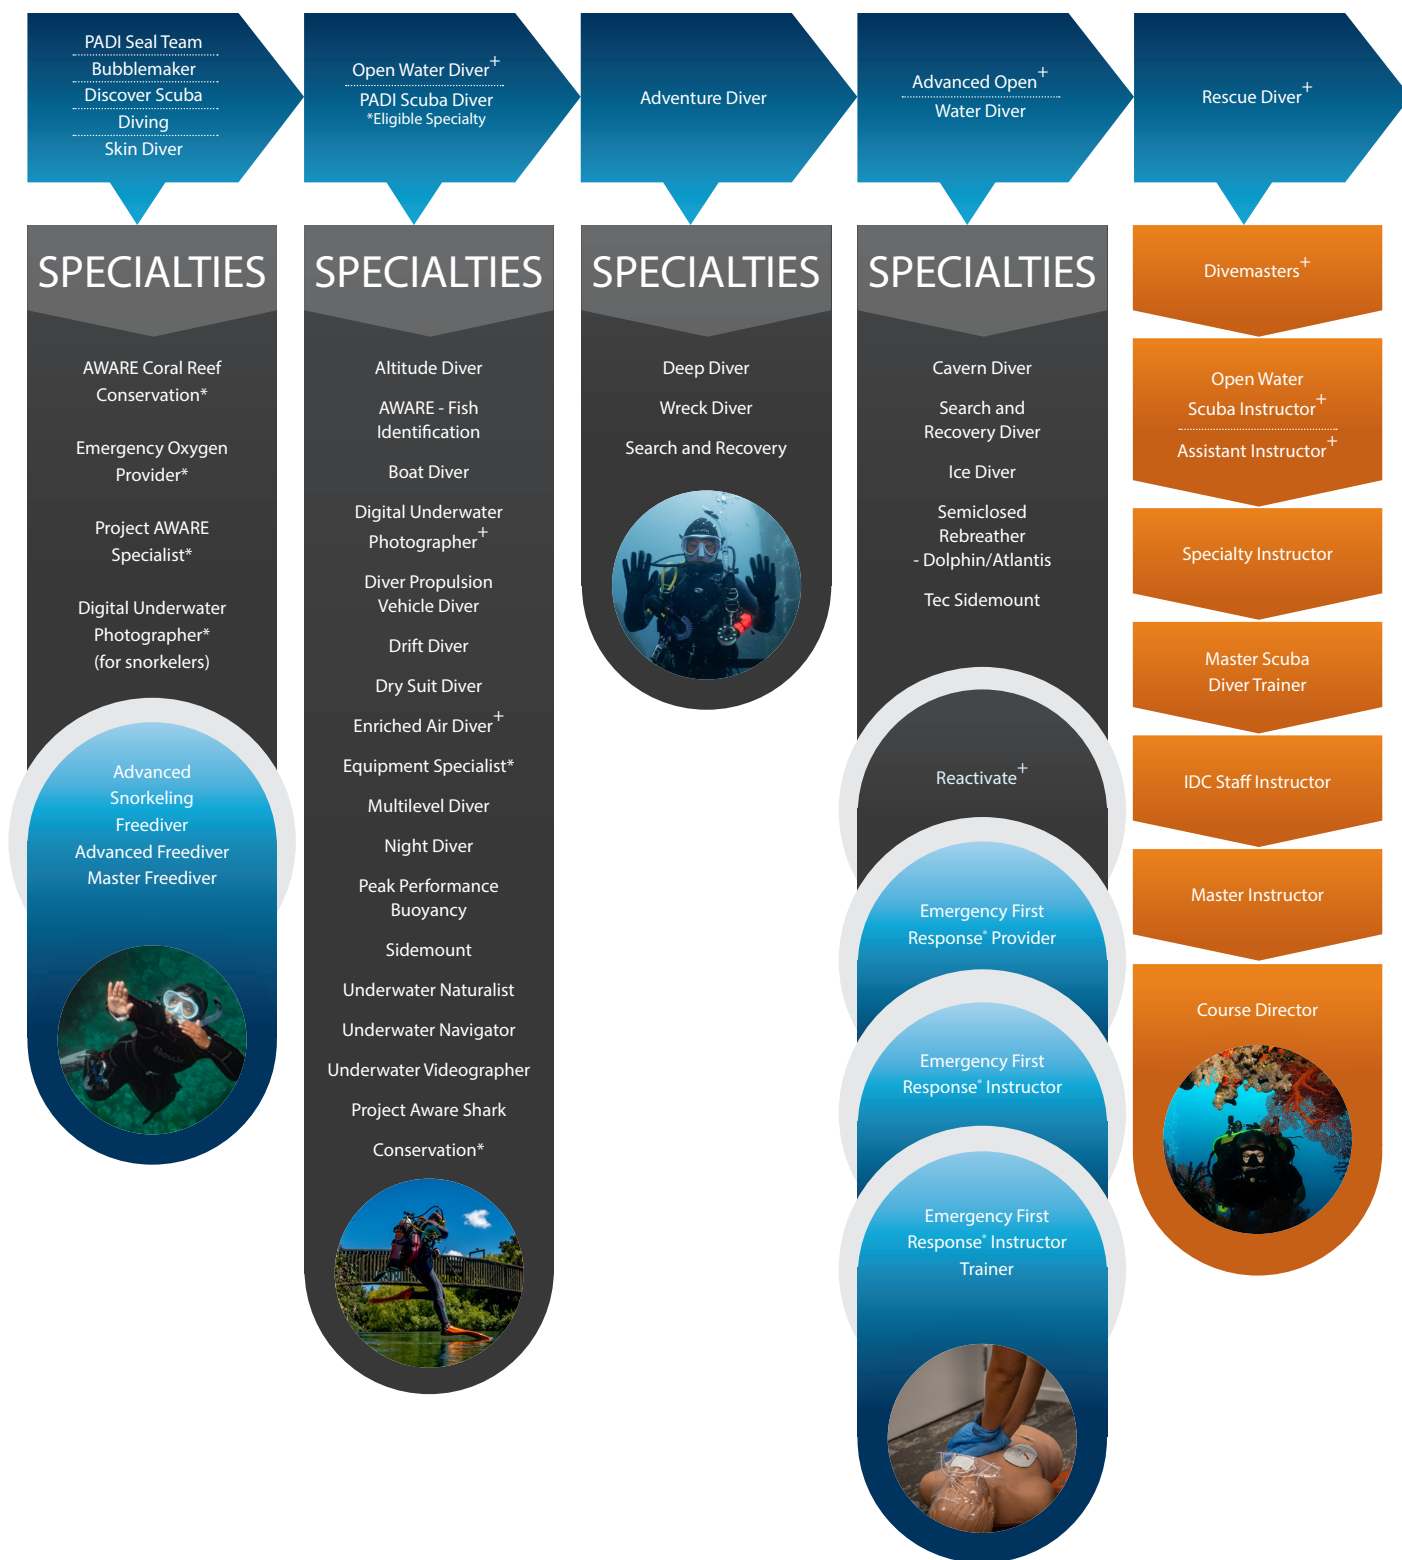 PADI Seal Team
Bubblemaker
Discover Scuba
Diving
Skin Diver
Open Water Diver+
PADI Scuba Diver
*Eligible Specialty
Adventure Diver
Advanced Open+
Water Diver
Rescue Diver+
SPECIALTIES
AWARE Coral Reef
Conservation*
Emergency Oxygen
Provider*
Project AWARE
Specialist*
Digital Underwater
Photographer*
(for snorkelers)
Advanced
Snorkeling
Freediver
Advanced Freediver
Master Freediver
SPECIALTIES
Altitude Diver
AWARE - Fish
Identification
Boat Diver
Digital Underwater
Photographer+
Diver Propulsion
Vehicle Diver
Drift Diver
Dry Suit Diver
Enriched Air Diver+
Equipment Specialist*
Multilevel Diver
Night Diver
Peak Performance
Buoyancy
Sidemount
Underwater Naturalist
Underwater Navigator
Underwater Videographer
Project Aware Shark
Conservation*
SPECIALTIES
Deep Diver
Wreck Diver
Search and Recovery
SPECIALTIES
Cavern Diver
Search and
Recovery Diver
Ice Diver
Semiclosed
Rebreather
- Dolphin/Atlantis
Tec Sidemount
Reactivate+
Emergency First
Response® Provider
Emergency First
Response® Instructor
Emergency First
Response® Instructor
Trainer
Divemasters+
Open Water
Scuba Instructor+
Assistant Instructor+
Specialty Instructor
Master Scuba
Diver Trainer
IDC Staff Instructor
Master Instructor
Course Director